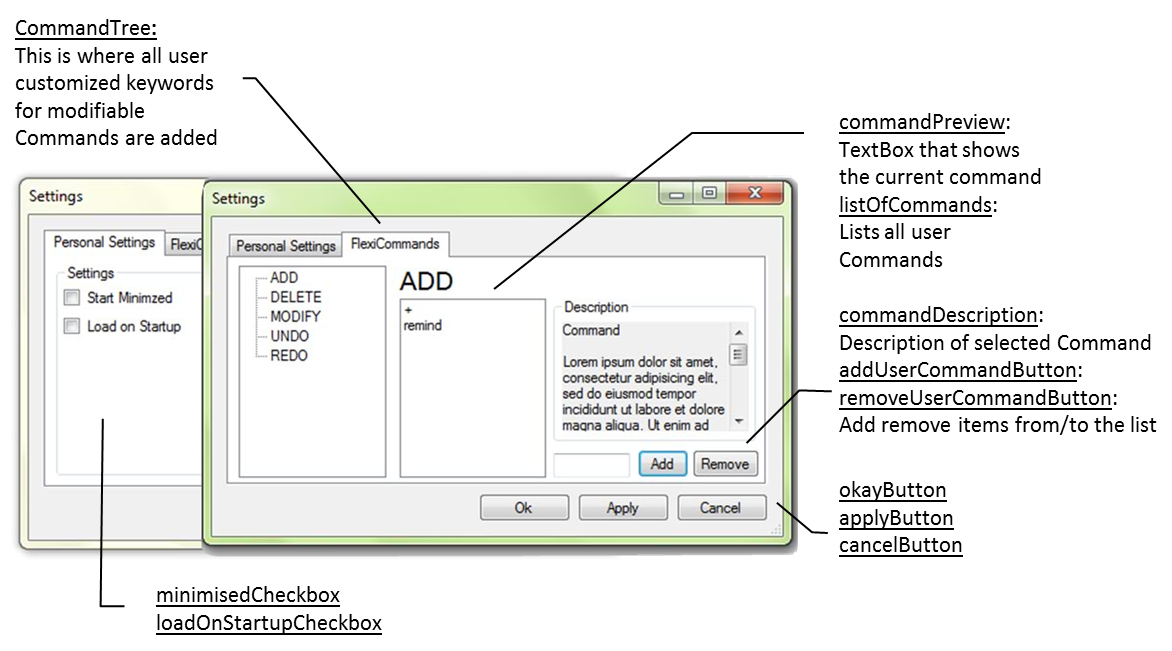 CommandTree:
This is where all user
customized keywords
for modifiable
Commands are added
commandPreview:
TextBox that shows
the current command
listOfCommands:
Lists all user
Commands
commandDescription:
Description of selected Command
addUserCommandButton:
removeUserCommandButton:
Add remove items from/to the list
okayButton
applyButton
cancelButton
Settings
Personal Settings
FlexiC
Settings
Start Minimzed
Load on Startup
Settings
Personal Settings
FlexiCommands
ADD
DELETE
MODIFY
UNDO
REDO
ADD
+
remind
Description
Command
Lorem ipsum dolor sit amet,
consectetur adipisicing elit,
sed do eiusmod tempor
incididunt ut labore et dolore
magna aliqua. Ut enim ad
Add
Remove
Ok
Apply
Cancel
minimisedCheckbox
loadOnStartupCheckbox